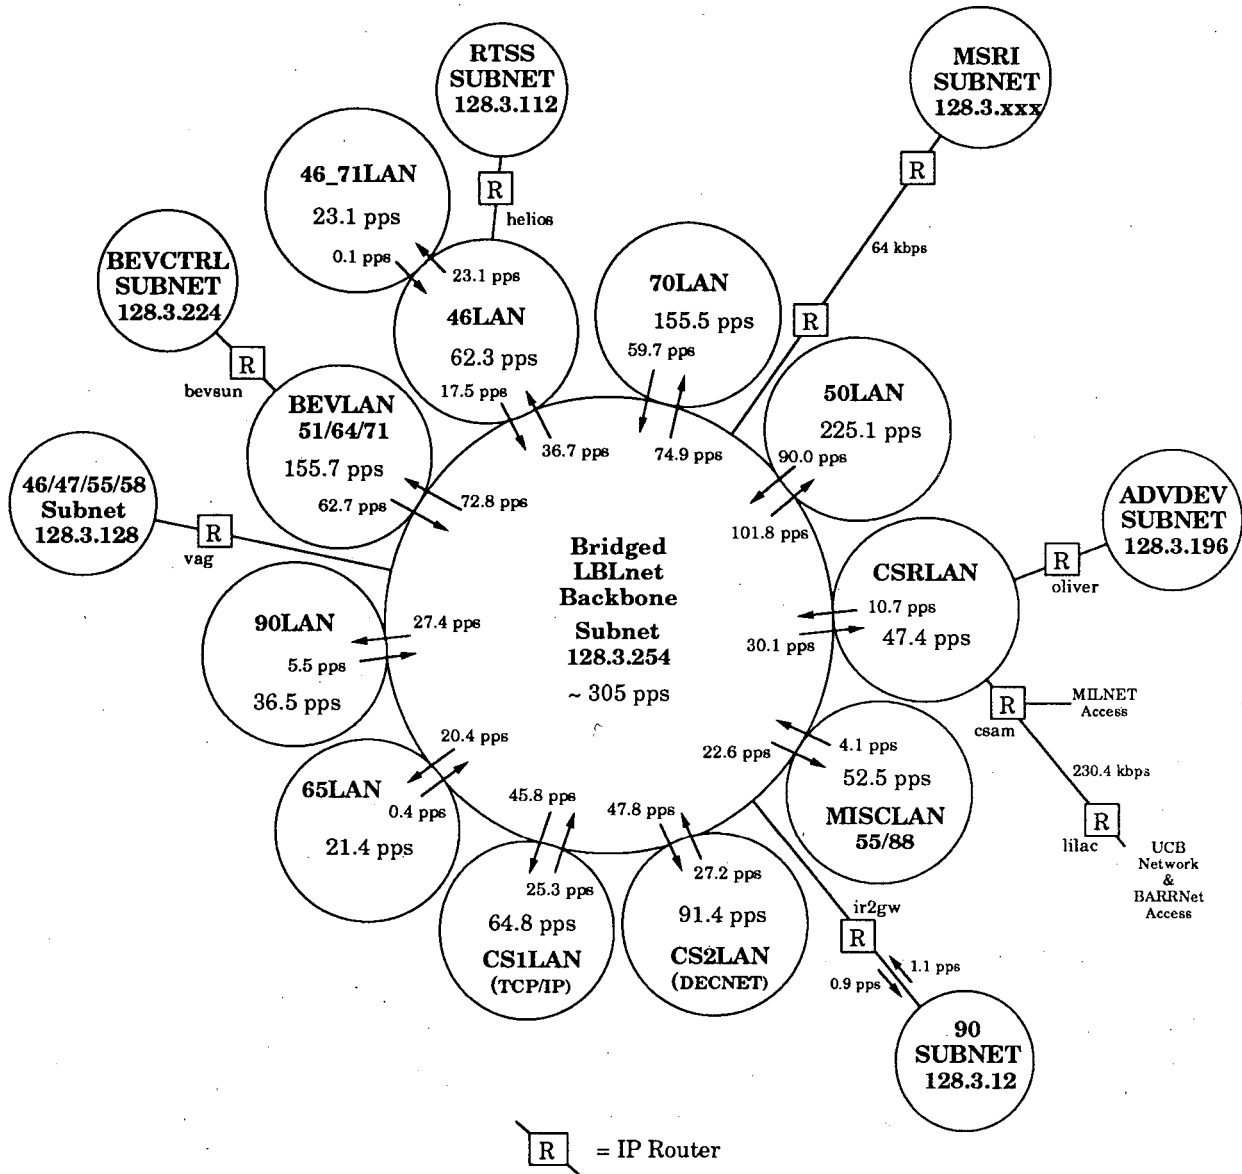 RTSS
SUBNET
128.3.112
MSRI
SUBNET
128.3.xxx
R
R
helios
46_71LAN
23.1 pps
0.1 pps
23.1 pps
64 kbps
BEVCTRL
SUBNET
128.3.224
R
bevsun
46LAN
62.3 pps
17.5 pps
36.7 pps
70LAN
155.5 pps
59.7 pps
74.9 pps
R
50LAN
225.1 pps
90.0 pps
101.8 pps
BEVLAN
51/64/71
155.7 pps
62.7 pps
72.8 pps
46/47/55/58
Subnet
128.3.128
R
vag
ADVDEV
SUBNET
128.3.196
R
oliver
Bridged
LBLnet
Backbone
Subnet
128.3.254
~ 305 pps
CSRLAN
10.7 pps
47.4 pps
30.1 pps
90LAN
27.4 pps
5.5 pps
36.5 pps
R
csam
MILNET
Access
230.4 kbps
R
lilac
UCB
Network
&
BARRNet
Access
65LAN
20.4 pps
0.4 pps
21.4 pps
22.6 pps
4.1 pps
52.5 pps
MISCLAN
55/88
45.8 pps
25.3 pps
64.8 pps
CS1LAN
(TCP/IP)
47.8 pps
27.2 pps
91.4 pps
CS2LAN
(DECNET)
ir2gw
R
1.1 pps
0.9 pps
90
SUBNET
128.3.12
R = IP Router